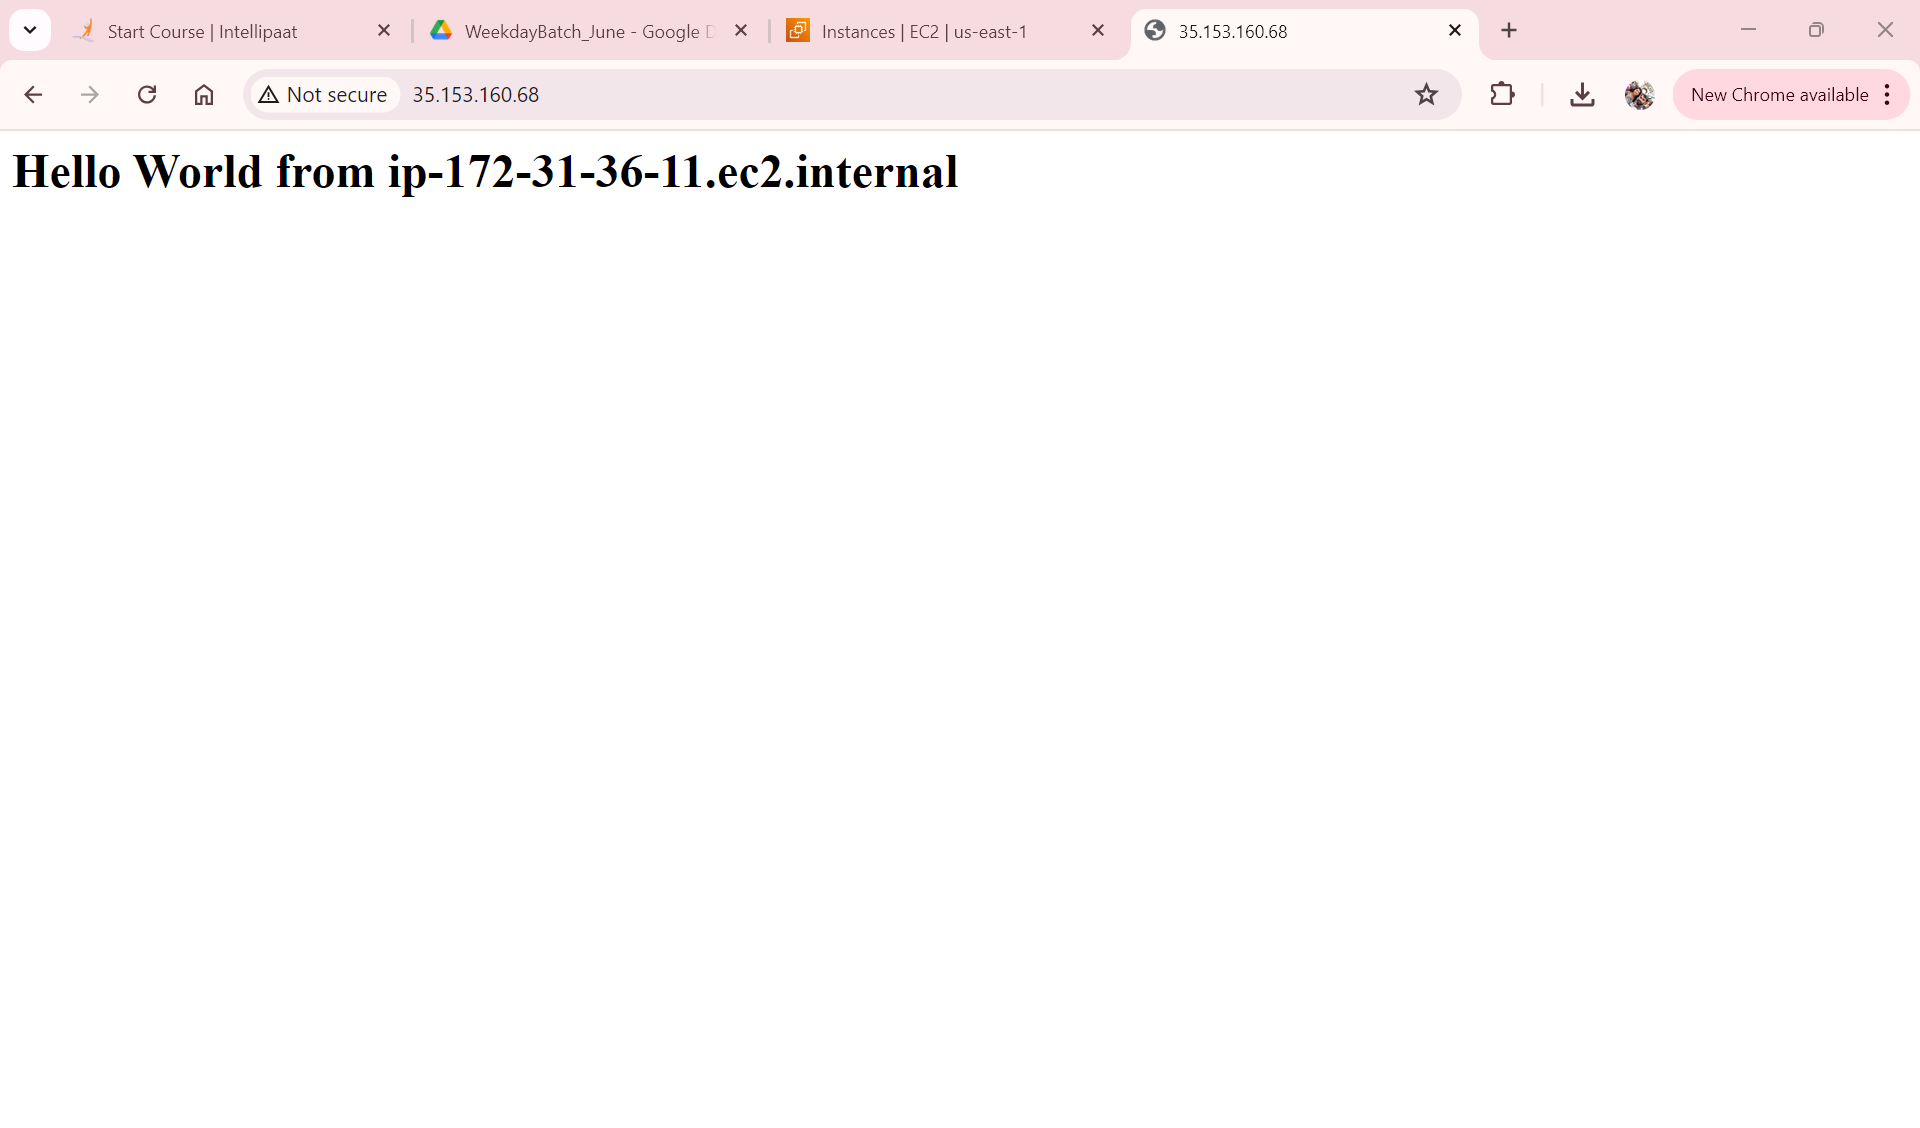 Start Course | Intellipaat
WeekdayBatch_June - Google D
Instances | EC2 | us-east-1
35.153.160.68
Not secure
35.153.160.68
New Chrome available
Hello World from ip-172-31-36-11.ec2.internal